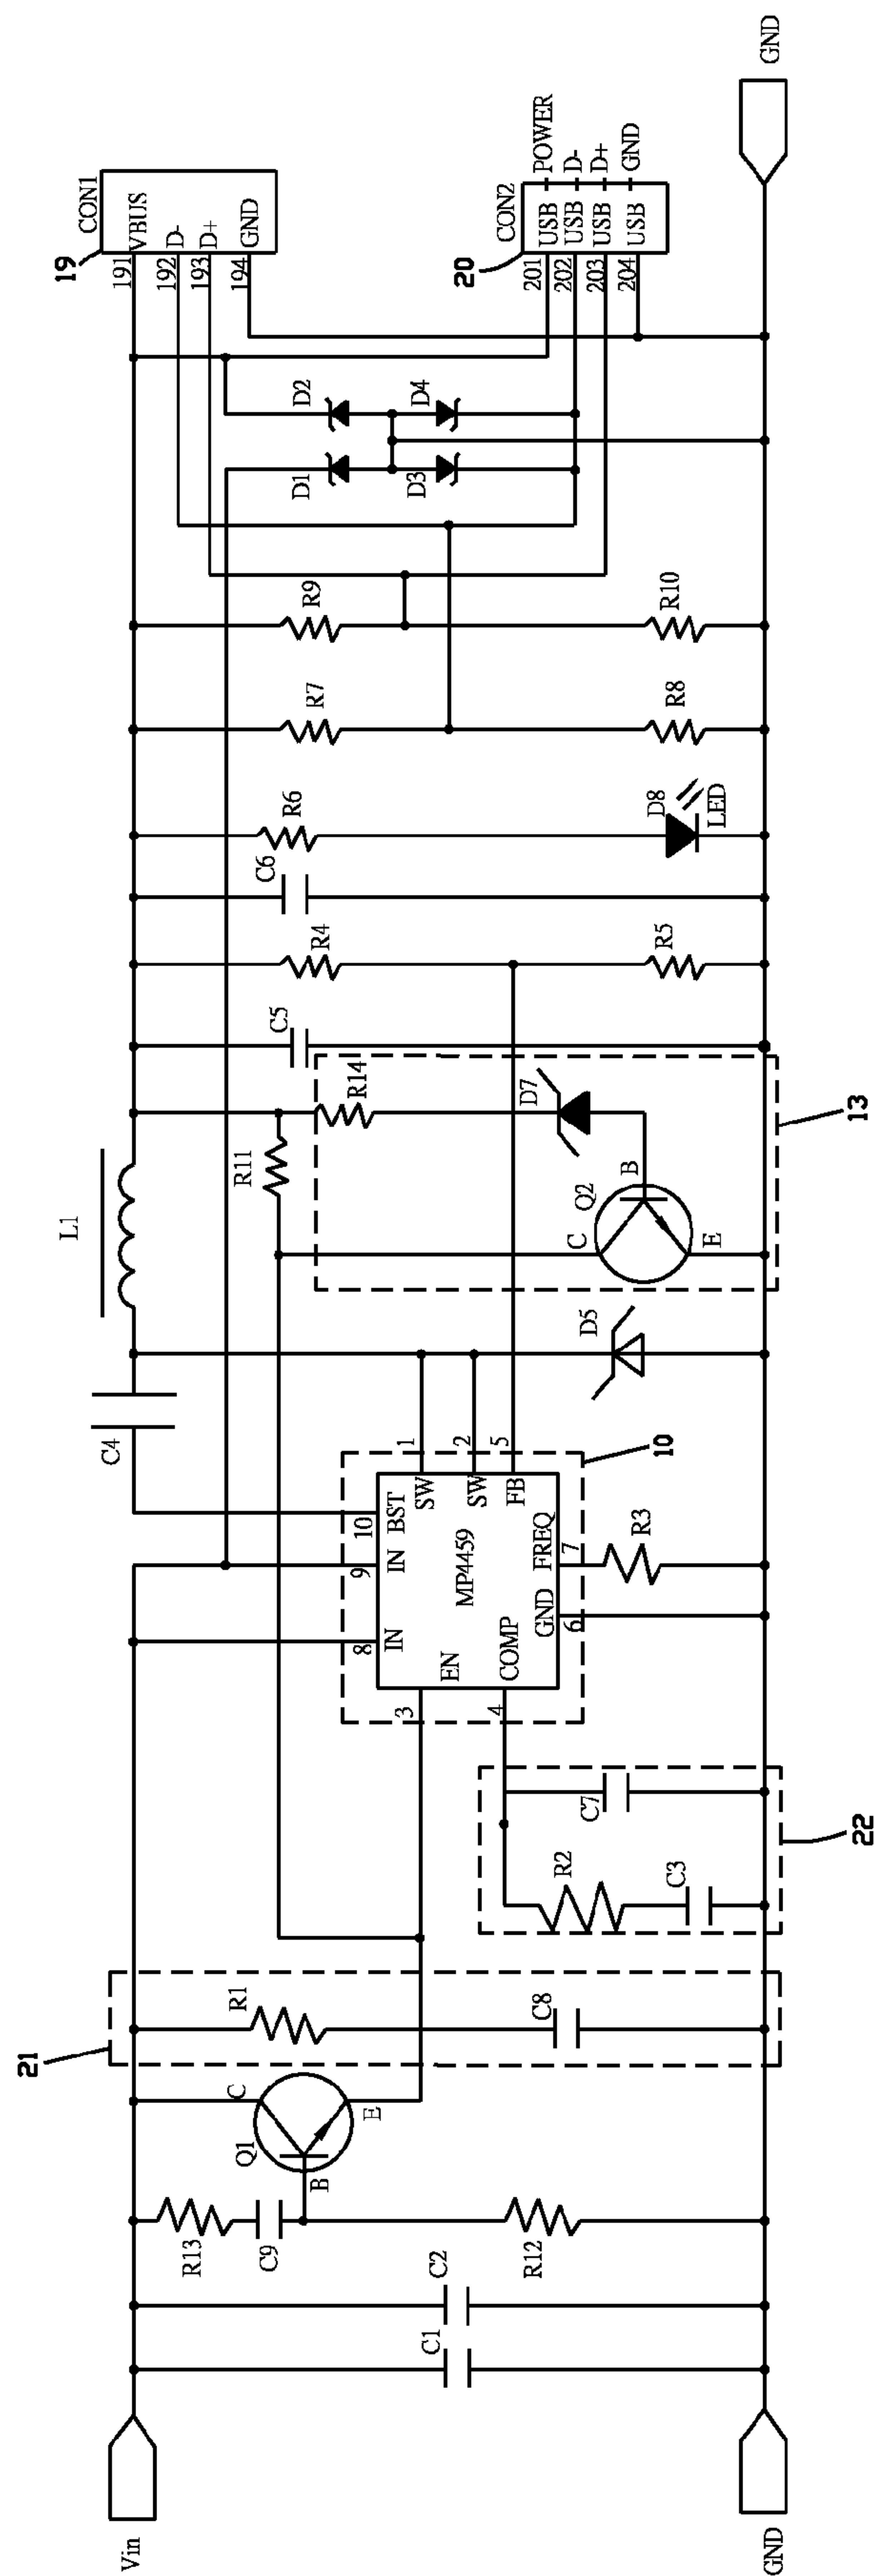 GND
CON1
19
VBUS
191
D-
192
D+
193
GND
194
CON2
20
USB POWER
201
USB D-
202
USB D+
203
USB GND
204
D2
D4
D1
D3
R9
R10
R7
R8
R6
D8
LED
C6
R4
R5
C5
R14
D7
13
R11
L1
Q2
B
C
E
D5
C4
10
1
SW
2
SW
5
FB
10
BST
9
IN
8
IN
MP4459
FREQ
7
R3
GND
6
EN
3
COMP
4
C7
22
R2
C3
21
R1
C8
Q1
C
E
B
R13
C9
R12
C2
C1
Vin
GND